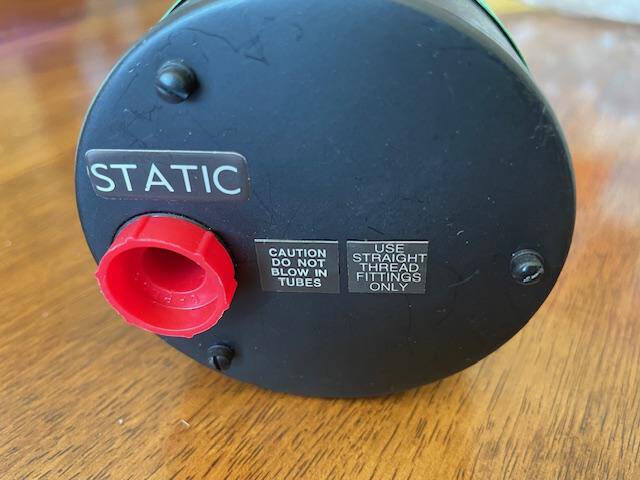 STATIC
CAUTION
DO NOT
BLOW IN
TUBES
USE
STRAIGHT
THREAD
FITTINGS
ONLY